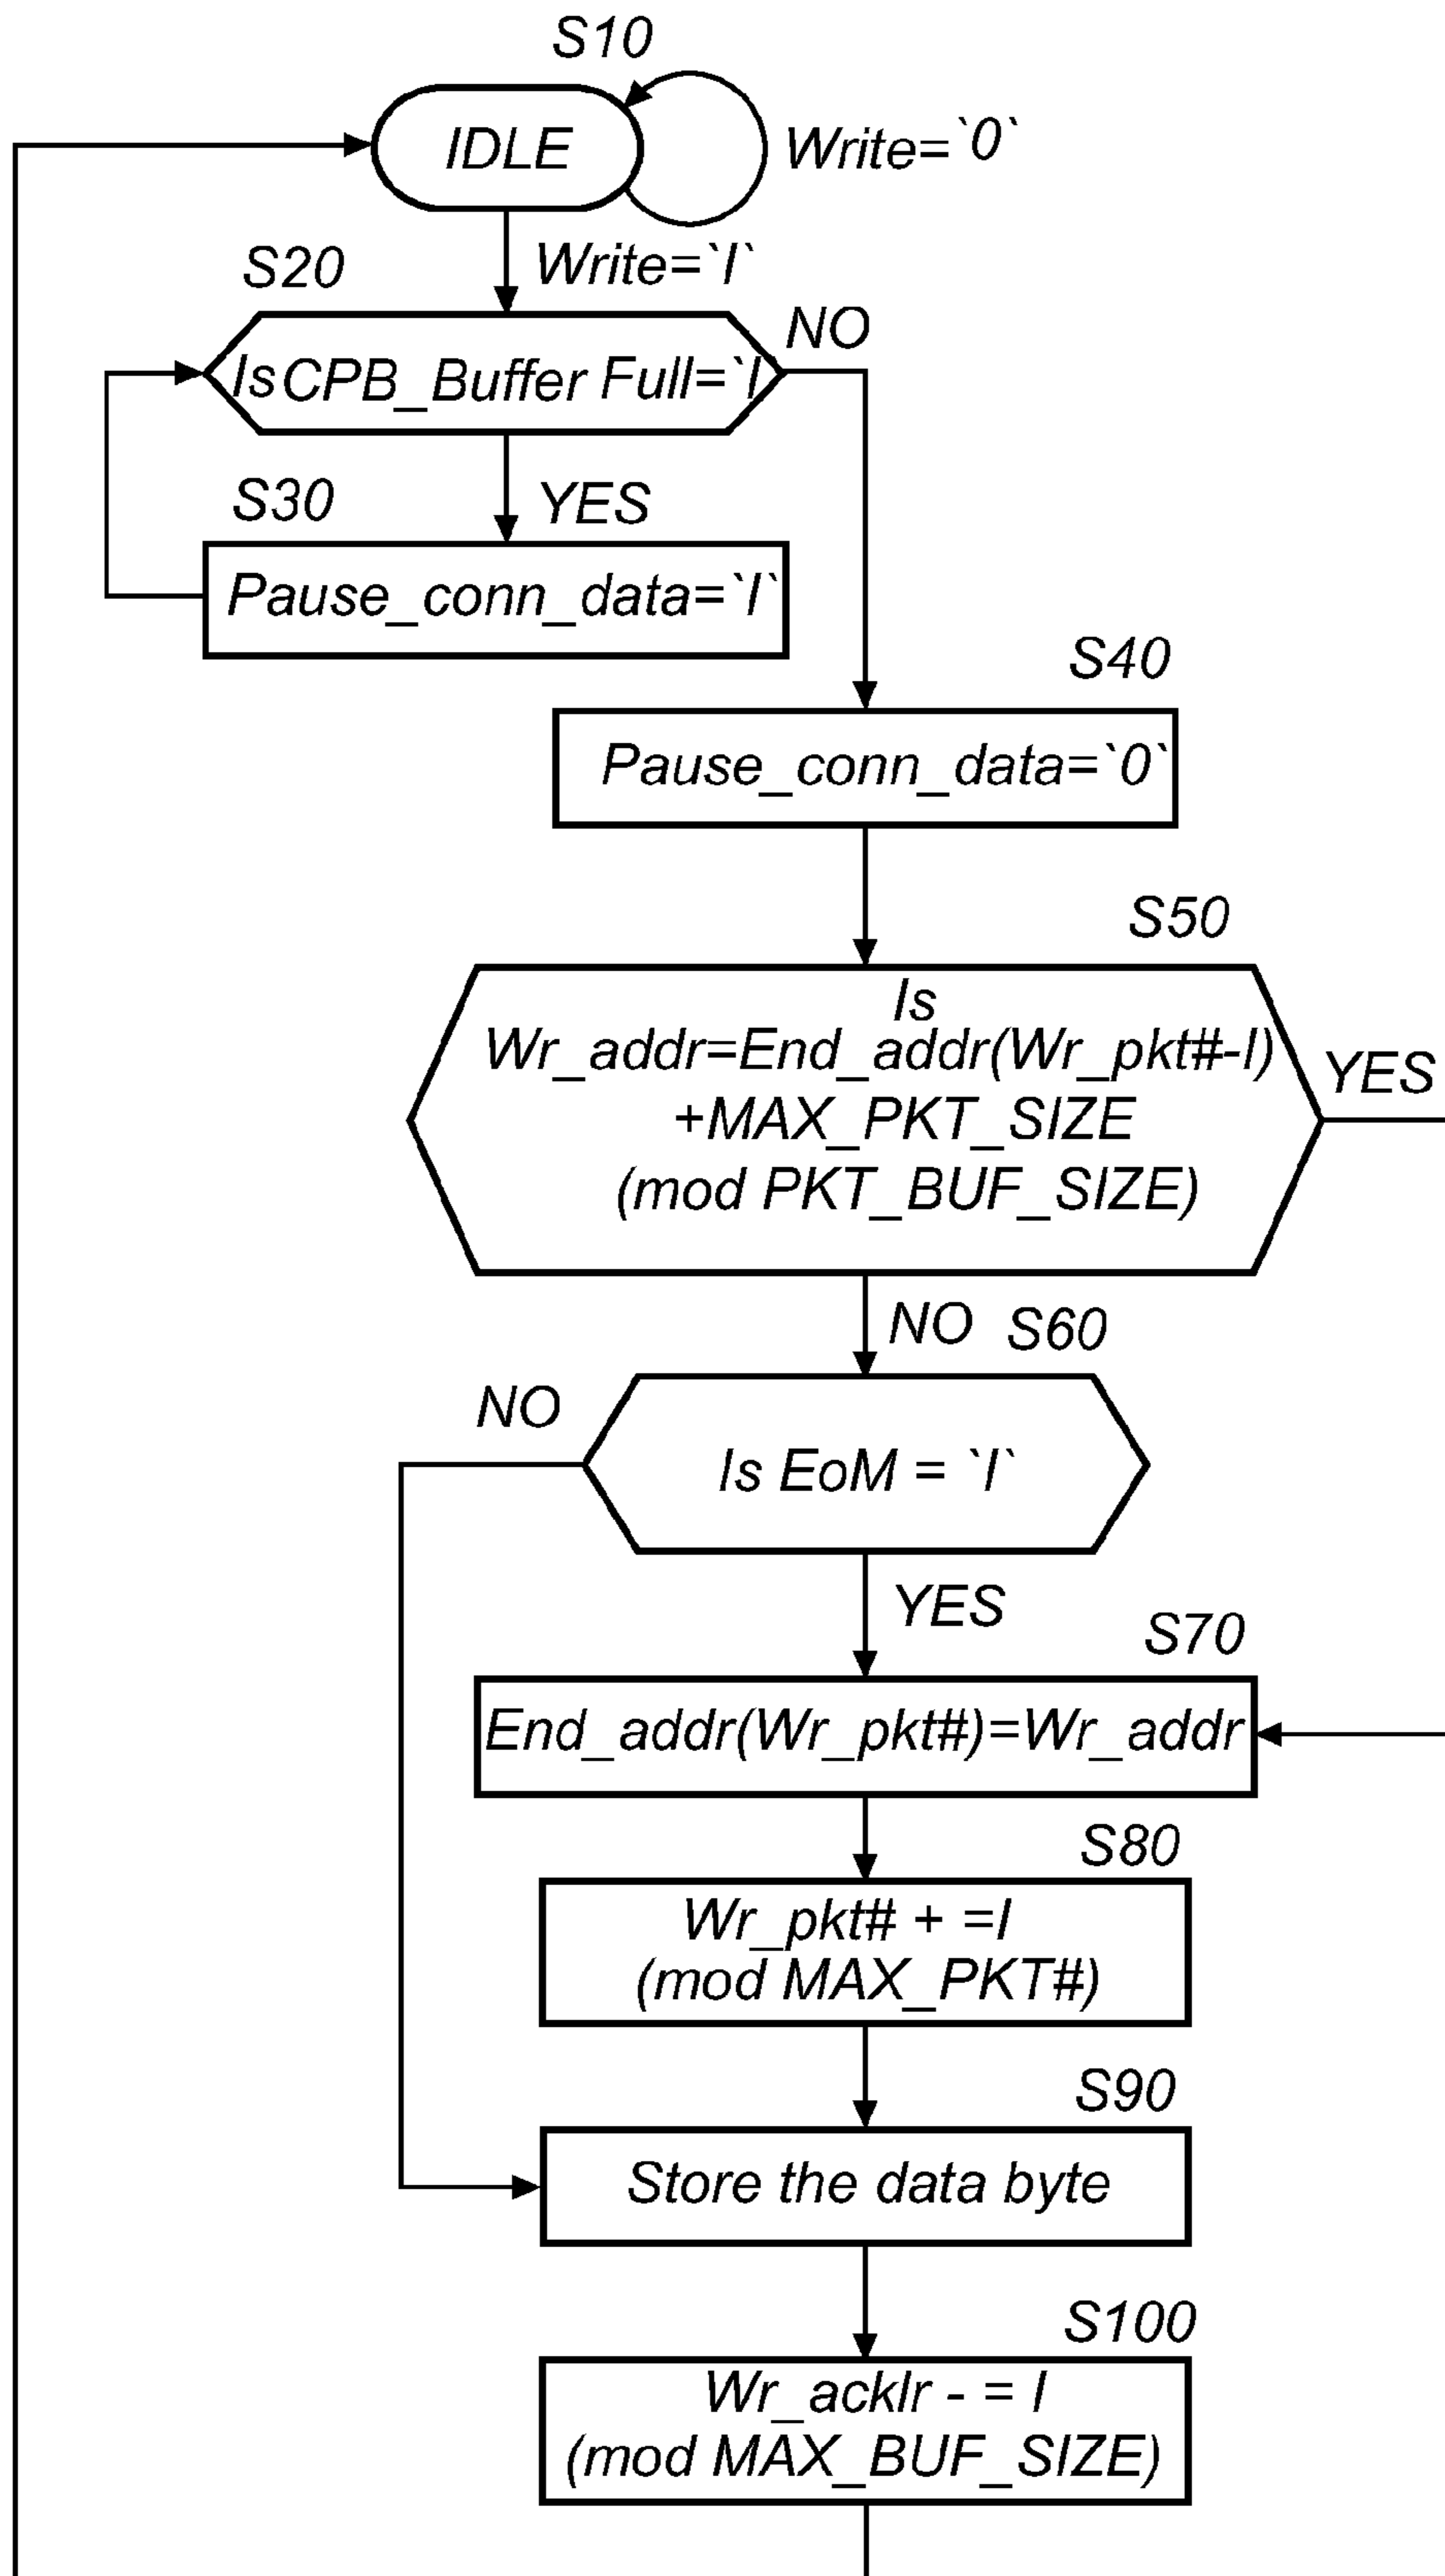 S10
IDLE
Write=`0`
S20
Write=`I`
NO
Is CPB_Buffer Full=`I
S30
YES
Pause_conn_data=`I`
S40
Pause_conn_data=`0`
S50
Is
Wr_addr=End_addr(Wr_pkt#-I)
+MAX_PKT_SIZE
(mod PKT_BUF_SIZE)
YES
NO
S60
NO
Is EoM = `I`
YES
S70
End_addr(Wr_pkt#)=Wr_addr
S80
Wr_pkt# + =I
(mod MAX_PKT#)
S90
Store the data byte
S100
Wr_acklr - = I
(mod MAX_BUF_SIZE)